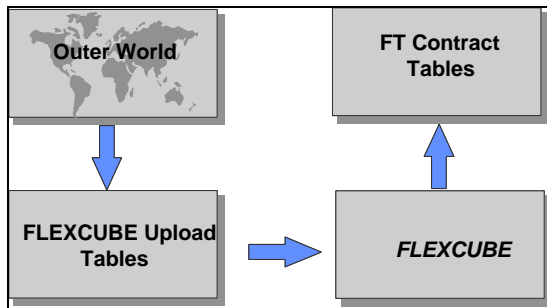 Outer World
FT Contract
Tables
FLEXCUBE Upload
Tables
FLEXCUBE